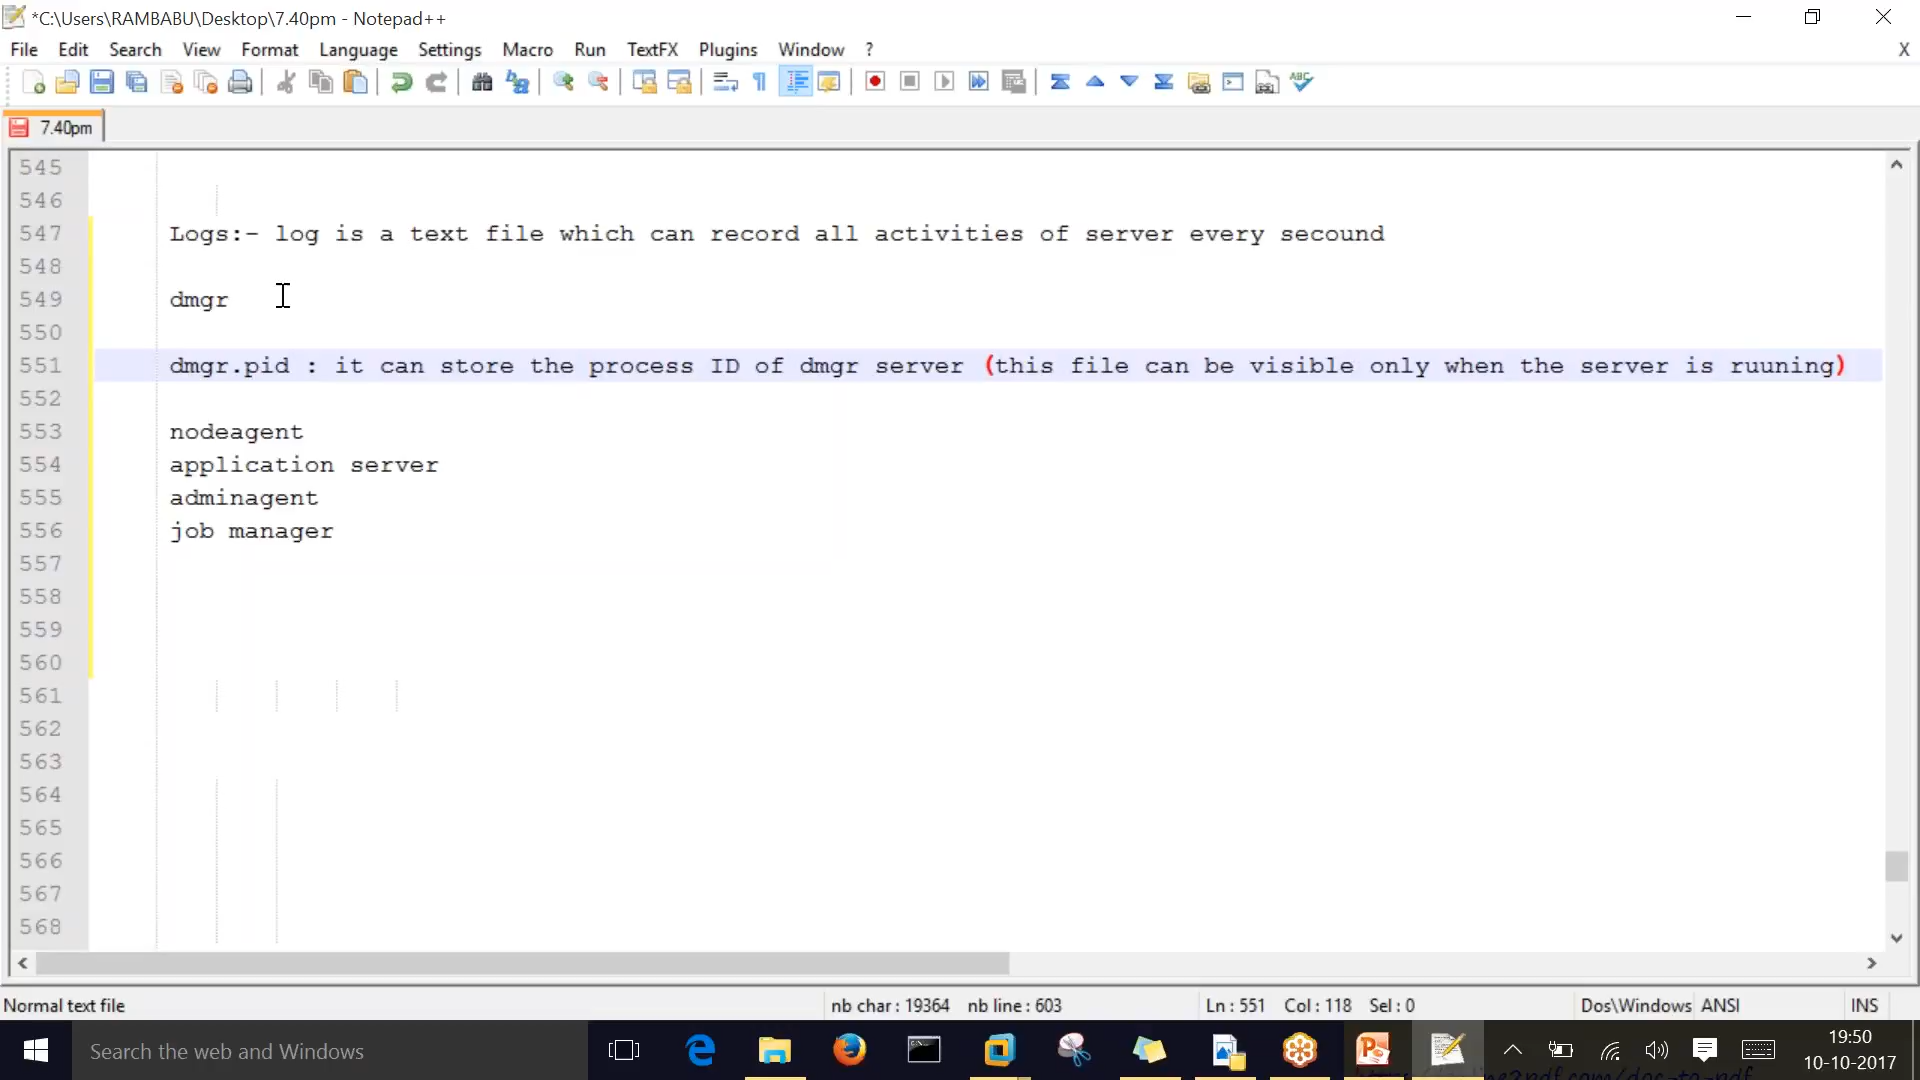 *C:\Users\RAMBABU\Desktop\7.40pm - Notepad++
File Edit Search View Format Language Settings Macro Run TextFX Plugins Window ? X
7.40pm
545
546
547 Logs:- log is a text file which can record all activities of server every secound
548
549 dmgr
550
551 dmgr.pid : it can store the process ID of dmgr server (this file can be visible only when the server is ruuning)
552
553 nodeagent
554 application server
555 adminagent
556 job manager
557
558
559
560
561
562
563
564
565
566
567
568
Normal text file nb char : 19364 nb line : 603 Ln : 551 Col : 118 Sel : 0 Dos\Windows ANSI INS
Search the web and Windows
19:50
10-10-2017